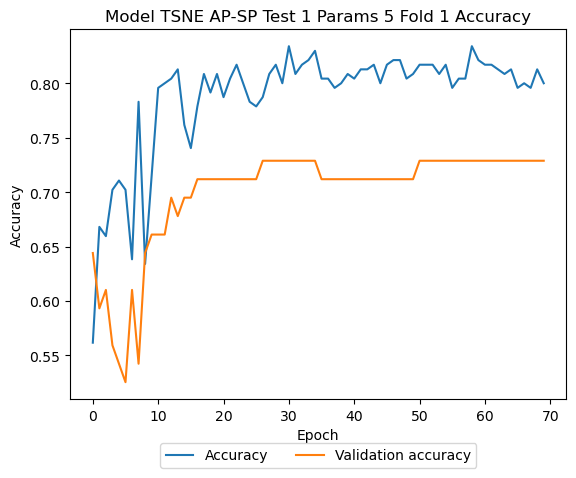 Model TSNE AP-SP Test 1 Params 5 Fold 1 Accuracy
0.80
0.75
0.70
0.65
0.60
0.55
Accuracy
0 10 20 30 40 50 60 70
Epoch
Accuracy Validation accuracy